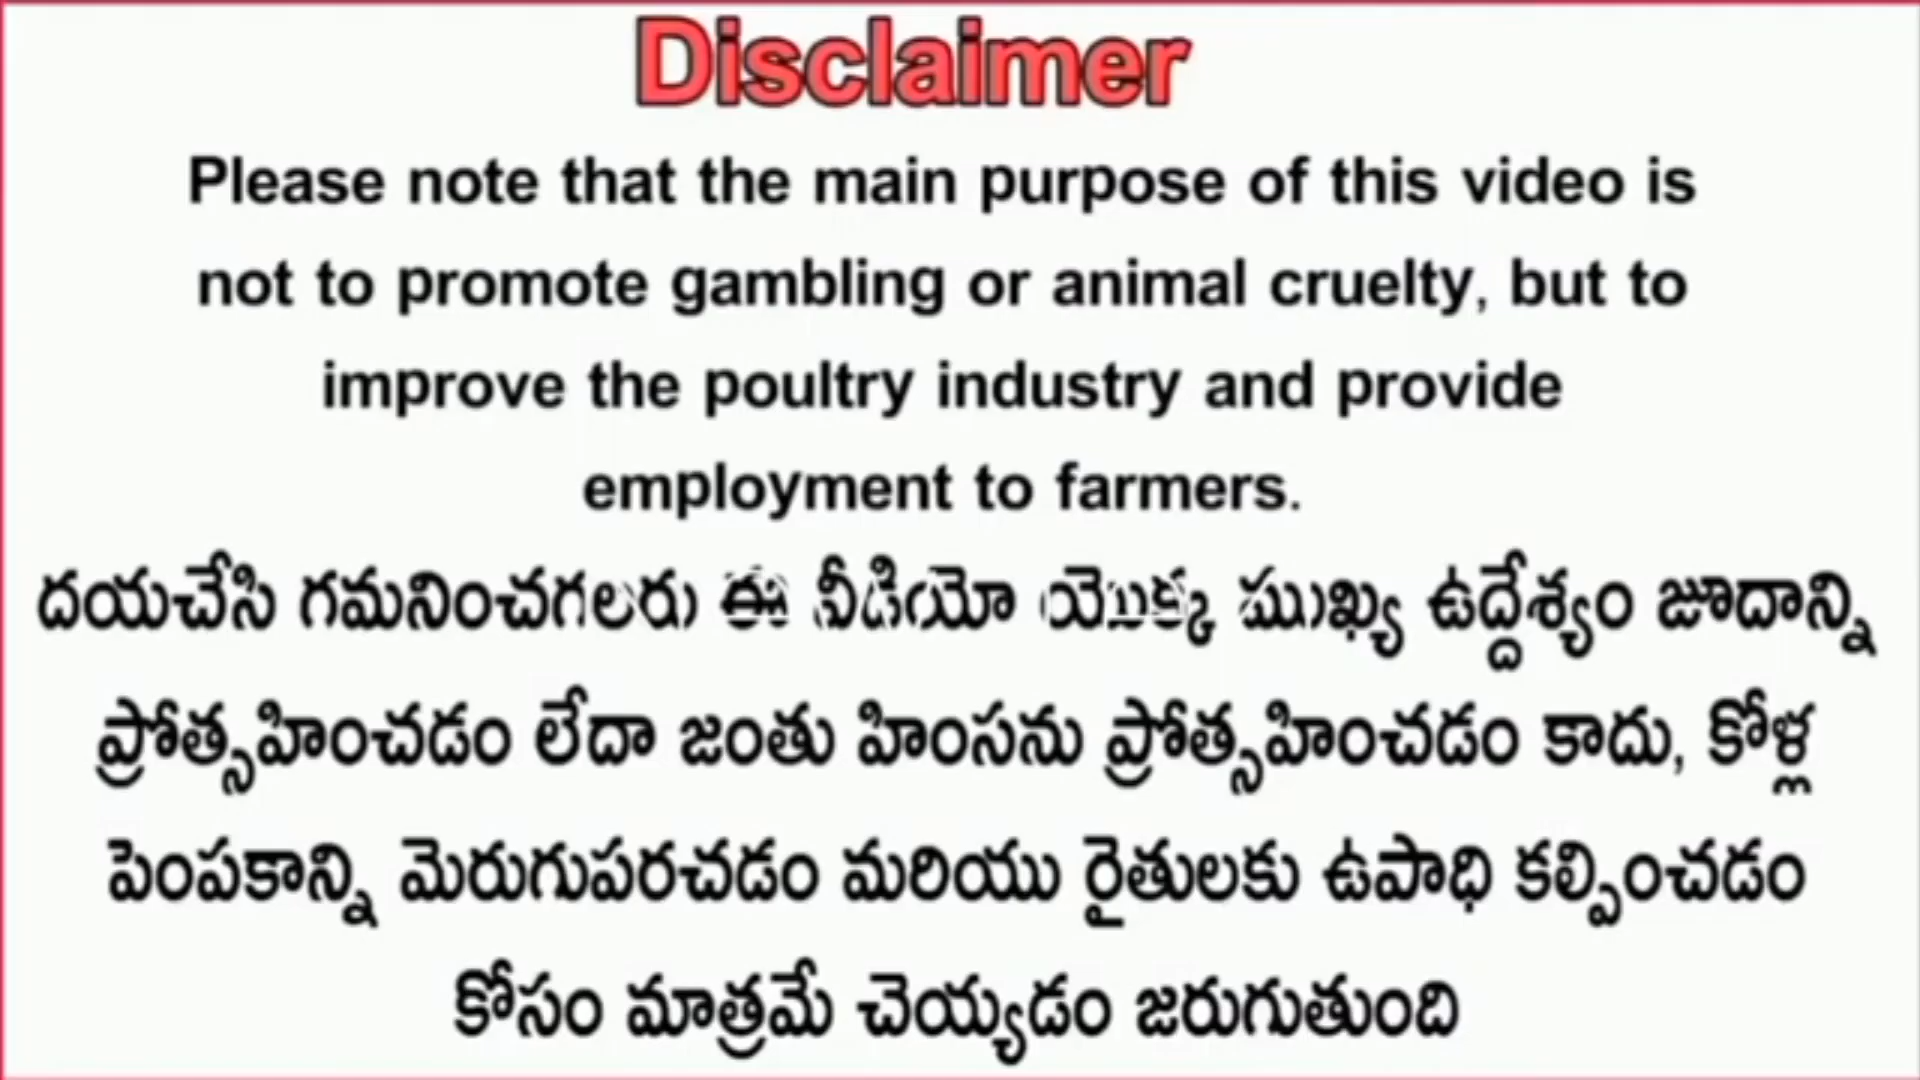 Disclaimer
Please note that the main purpose of this video is
not to promote gambling or animal cruelty, but to
improve the poultry industry and provide
employment to farmers.
దయచేసి గమనించగలరు ఈ వీడియో యొక్క ముఖ్య ఉద్దేశ్యం జూదాన్ని
ప్రోత్సహించడం లేదా జంతు హింసను ప్రోత్సహించడం కాదు, కోళ్ల
పెంపకాన్ని మెరుగుపరచడం మరియు రైతులకు ఉపాధి కల్పించడం
కోసం మాత్రమే చెయ్యడం జరుగుతుంది